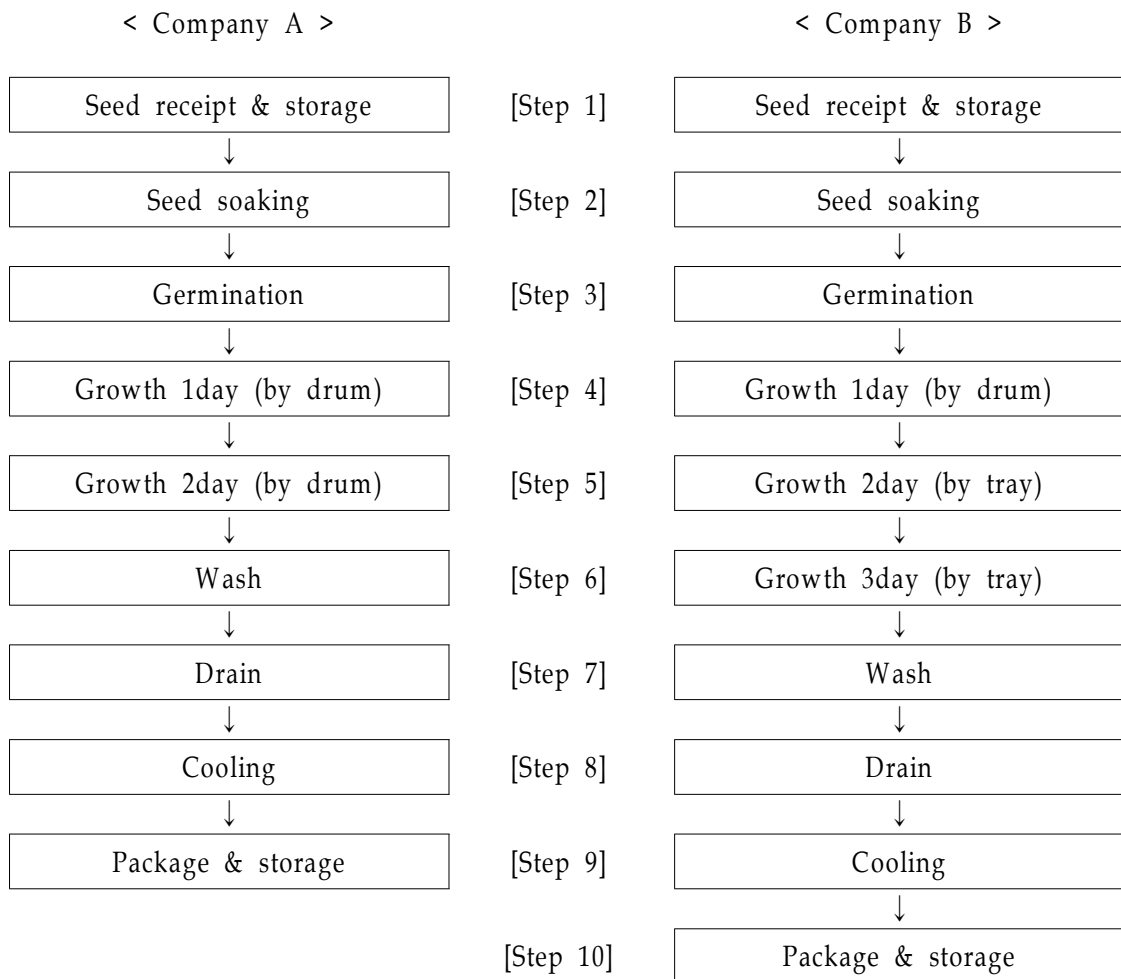 < Company A > < Company B >
Seed receipt & storage [Step 1] Seed receipt & storage
Seed soaking [Step 2] Seed soaking
Germination [Step 3] Germination
Growth 1day (by drum) [Step 4] Growth 1day (by drum)
Growth 2day (by drum) [Step 5] Growth 2day (by tray)
Wash [Step 6] Growth 3day (by tray)
Drain [Step 7] Wash
Cooling [Step 8] Drain
Package & storage [Step 9] Cooling
[Step 10] Package & storage